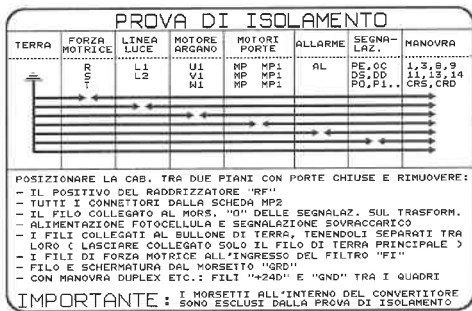 PROVA DI ISOLAMENTO
TERRA FORZA MOTRICE LINEA LUCE MOTORE ARGANO MOTORI PORTE ALLARME SEGNA-LAZ. MANOVRA
R L1 U1 MP MP1 AL PE,OC 1,3,8,9
S L2 V1 MP MP1 DS,DD 11,13,14
T W1 MP MP1 PO,P1.. CRS,CRD
POSIZIONARE LA CAB. TRA DUE PIANI CON PORTE CHIUSE E RIMUOVERE:
- IL POSITIVO DEL RADDRIZZATORE "RF"
- TUTTI I CONNETTORI DALLA SCHEDA MP2
- IL FILO COLLEGATO AL MORS. "0" DELLE SEGNALAZ. SUL TRASFORM.
- ALIMENTAZIONE FOTOCELLULA E SEGNALAZIONE SOVRACCARICO
- I FILI COLLEGATI AL BULLONE DI TERRA, TENENDOLI SEPARATI TRA
LORO ( LASCIARE COLLEGATO SOLO IL FILO DI TERRA PRINCIPALE )
- I FILI DI FORZA MOTRICE ALL'INGRESSO DEL FILTRO "FI"
- FILO E SCHERMATURA DAL MORSETTO "GRD"
- CON MANOVRA DUPLEX ETC.: FILI "+24D" E "GND" TRA I QUADRI
IMPORTANTE : I MORSETTI ALL'INTERNO DEL CONVERTITORE
SONO ESCLUSI DALLA PROVA DI ISOLAMENTO